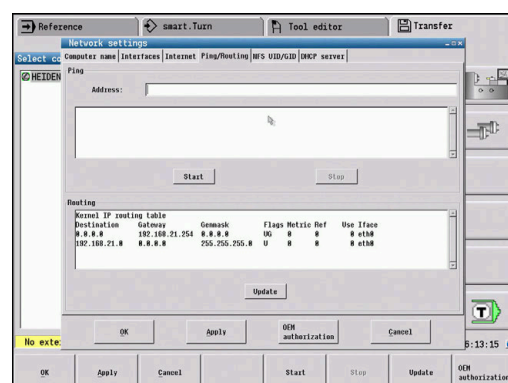 Reference
smart.Turn
Tool editor
Transfer
Network settings
Select co
Computer name Interfaces Internet Ping/Routing NFS UID/GID DHCP server
HEIDEN
Ping
Address:
Start
Stop
Routing
Kernel IP routing table
Destination Gateway Genmask Flags Metric Ref Use Iface
0.0.0.0 192.168.21.254 0.0.0.0 UG 0 0 0 eth0
192.168.21.0 0.0.0.0 255.255.255.0 U 0 0 0 eth0
Update
OK
Apply
OEM
authorization
Cancel
T
No exte
6:13:15
OK
Apply
Cancel
Start
Stop
Update
OEM
authorization